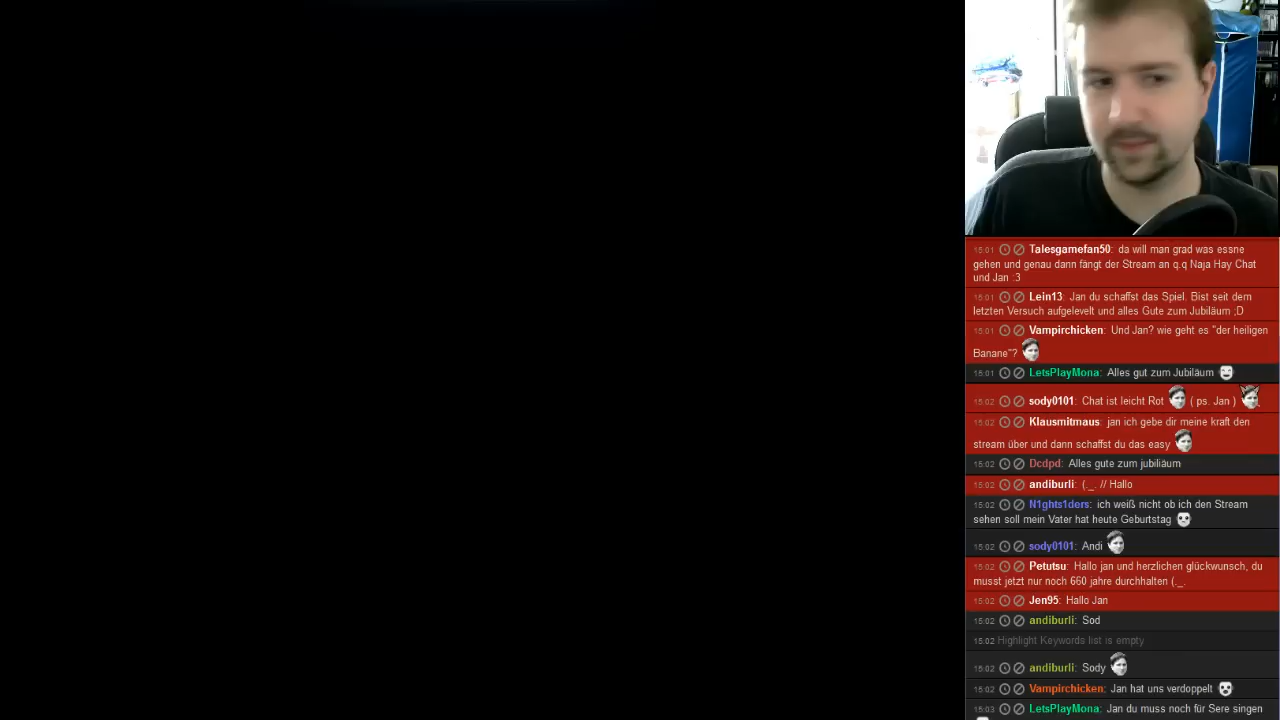 15:01 Talesgamefan50: da will man grad was essne
gehen und genau dann fängt der Stream an q.q Naja Hay Chat
und Jan :3
15:01 Lein13: Jan du schaffst das Spiel. Bist seit dem
letzten Versuch aufgelevelt und alles Gute zum Jubiläum ;D
15:01 Vampirchicken: Und Jan? wie geht es "der heiligen
Banane"?
15:01 LetsPlayMona: Alles gut zum Jubiläum
15:02 sody0101: Chat ist leicht Rot ( ps. Jan )
15:02 Klausmitmaus: jan ich gebe dir meine kraft den
stream über und dann schaffst du das easy
15:02 Dcdpd: Alles gute zum jubiläum
15:02 andiburli: (._. // Hallo
15:02 N1ghts1ders: ich weiß nicht ob ich den Stream
sehen soll mein Vater hat heute Geburtstag
15:02 sody0101: Andi
15:02 Petutsu: Hallo jan und herzlichen glückwunsch, du
musst jetzt nur noch 660 jahre durchhalten (._.
15:02 Jen95: Hallo Jan
15:02 andiburli: Sod
15:02 Highlight Keywords list is empty
15:02 andiburli: Sody
15:02 Vampirchicken: Jan hat uns verdoppelt
15:03 LetsPlayMona: Jan du muss noch für Sere singen